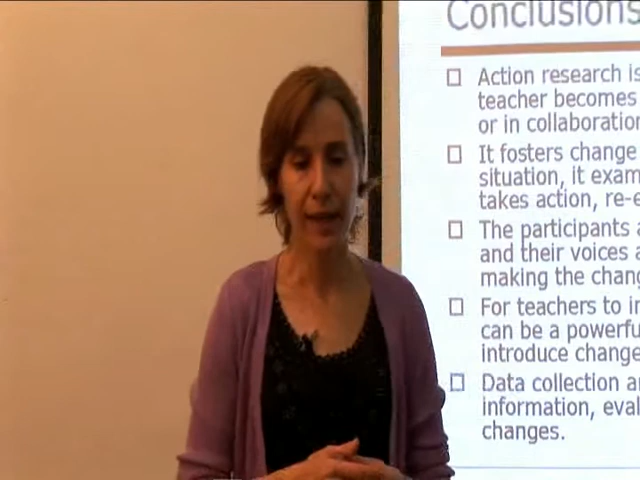 Conclusions
Action research is
teacher becomes
or in collaboration
It fosters change
situation, it exam
takes action, re-e
The participants a
and their voices a
making the chang
For teachers to in
can be a powerfu
introduce change
Data collection an
information, eval
changes.